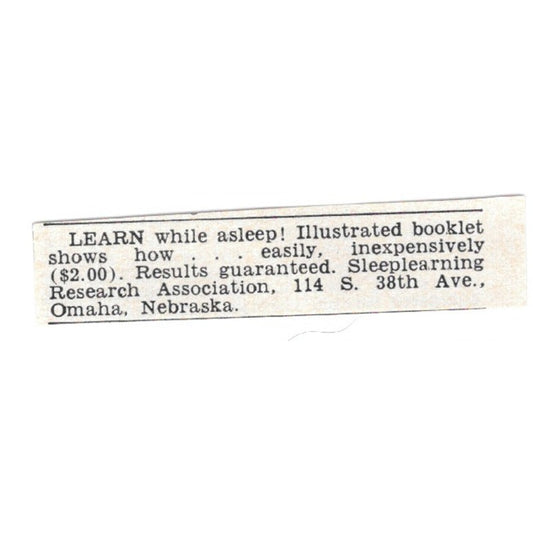 LEARN while asleep! Illustrated booklet
shows how . . . easily, inexpensively
($2.00). Results guaranteed. Sleeplearning
Research Association, 114 S. 38th Ave.,
Omaha, Nebraska.